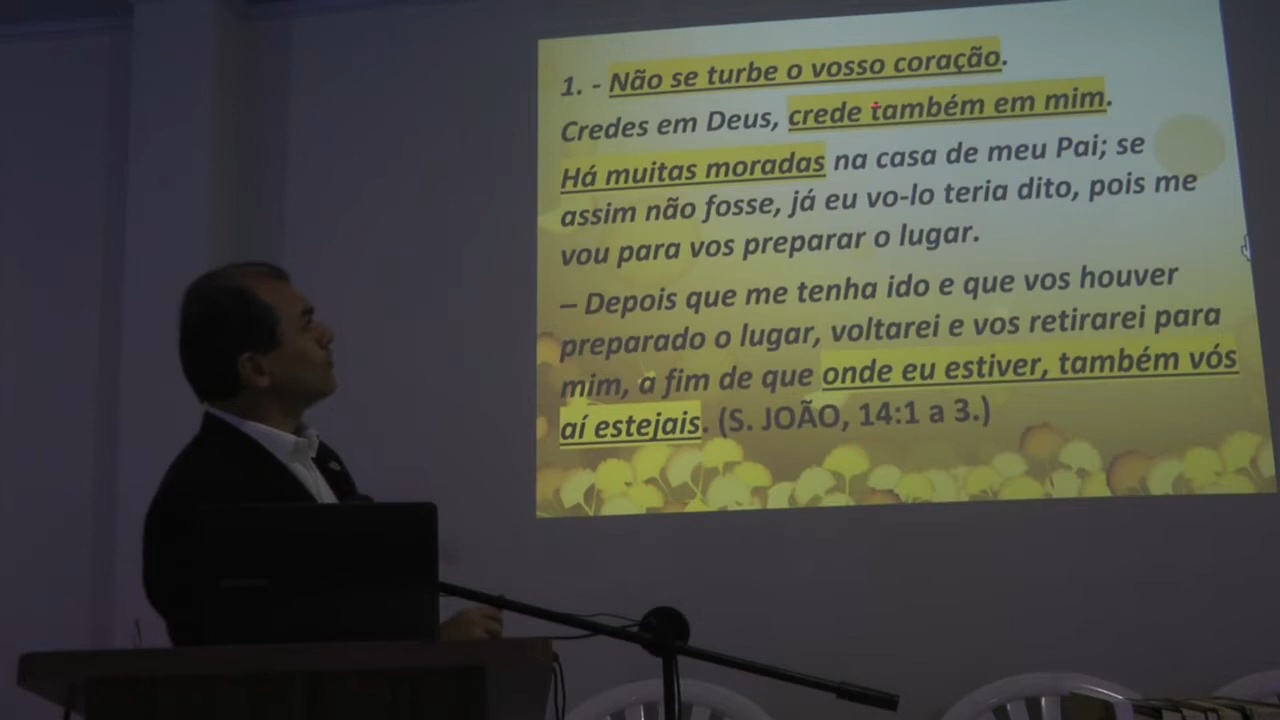 1. - Não se turbe o vosso coração.
Credes em Deus, crede também em mim.
Há muitas moradas na casa de meu Pai; se
assim não fosse, já eu vo-lo teria dito, pois me
vou para vos preparar o lugar.
– Depois que me tenha ido e que vos houver
preparado o lugar, voltarei e vos retirarei para
mim, a fim de que onde eu estiver, também vós
aí estejais. (S. JOÃO, 14:1 a 3.)